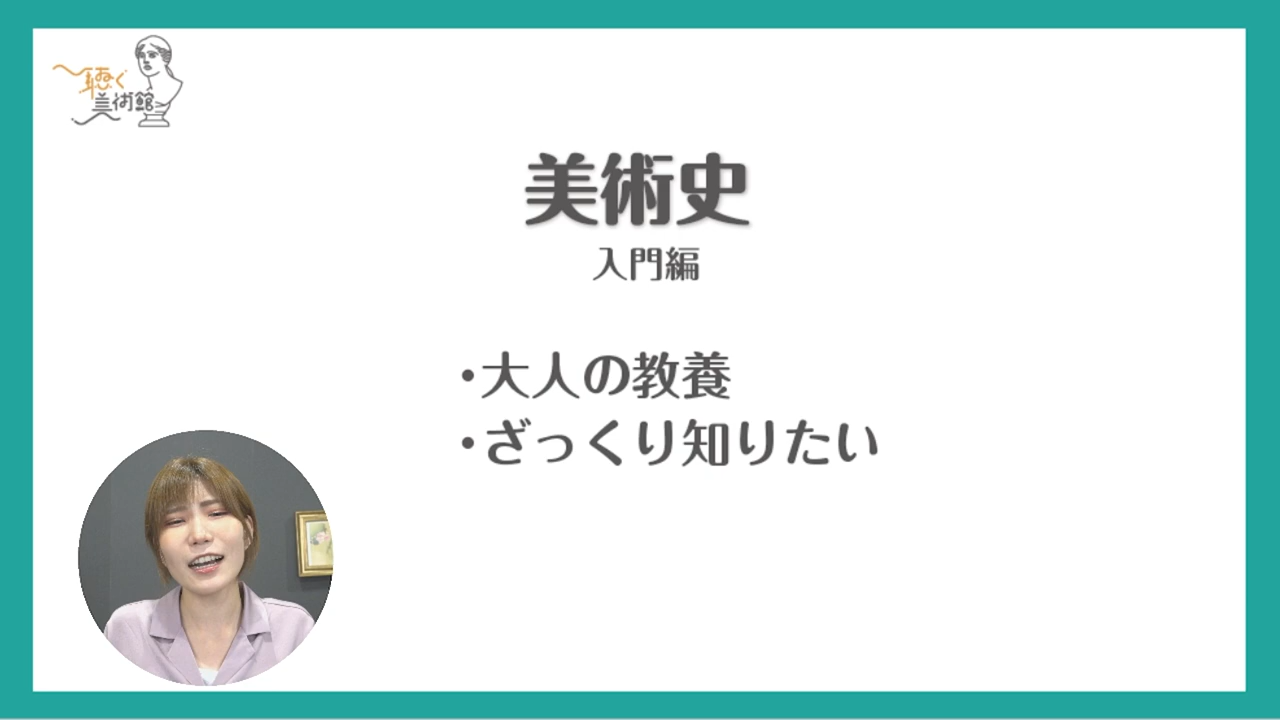 聴く
美術館
美術史
入門編
・大人の教養
・ざっくり知りたい